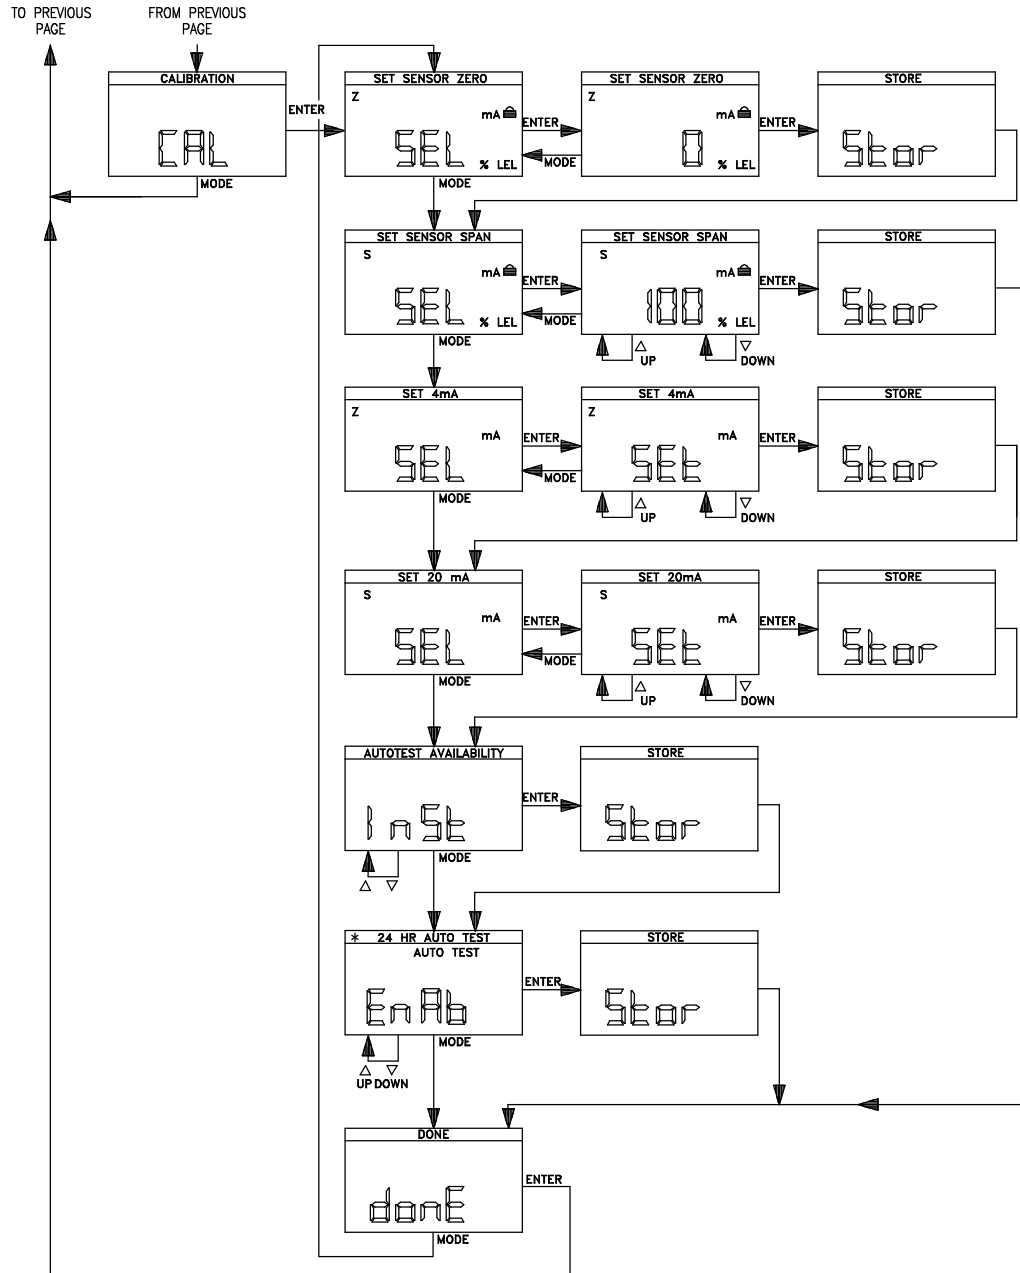 TO PREVIOUS
PAGE
FROM PREVIOUS
PAGE
CALIBRATION
CAL
ENTER
MODE
SET SENSOR ZERO
Z
mA
SEL
% LEL
ENTER
MODE
MODE
SET SENSOR ZERO
Z
mA
0
% LEL
ENTER
STORE
Stor
SET SENSOR SPAN
S
mA
SEL
% LEL
ENTER
MODE
MODE
SET SENSOR SPAN
S
mA
100
% LEL
ENTER
△
UP
▽
DOWN
STORE
Stor
SET 4mA
Z
mA
SEL
ENTER
MODE
MODE
SET 4mA
Z
mA
SEt
ENTER
△
UP
▽
DOWN
STORE
Stor
SET 20 mA
S
mA
SEL
ENTER
MODE
MODE
SET 20mA
S
mA
SEt
ENTER
△
UP
▽
DOWN
STORE
Stor
AUTOTEST AVAILABILITY
InSt
ENTER
MODE
△ ▽
STORE
Stor
* 24 HR AUTO TEST
AUTO TEST
EnAb
ENTER
MODE
△ ▽
UP DOWN
STORE
Stor
DONE
donE
ENTER
MODE